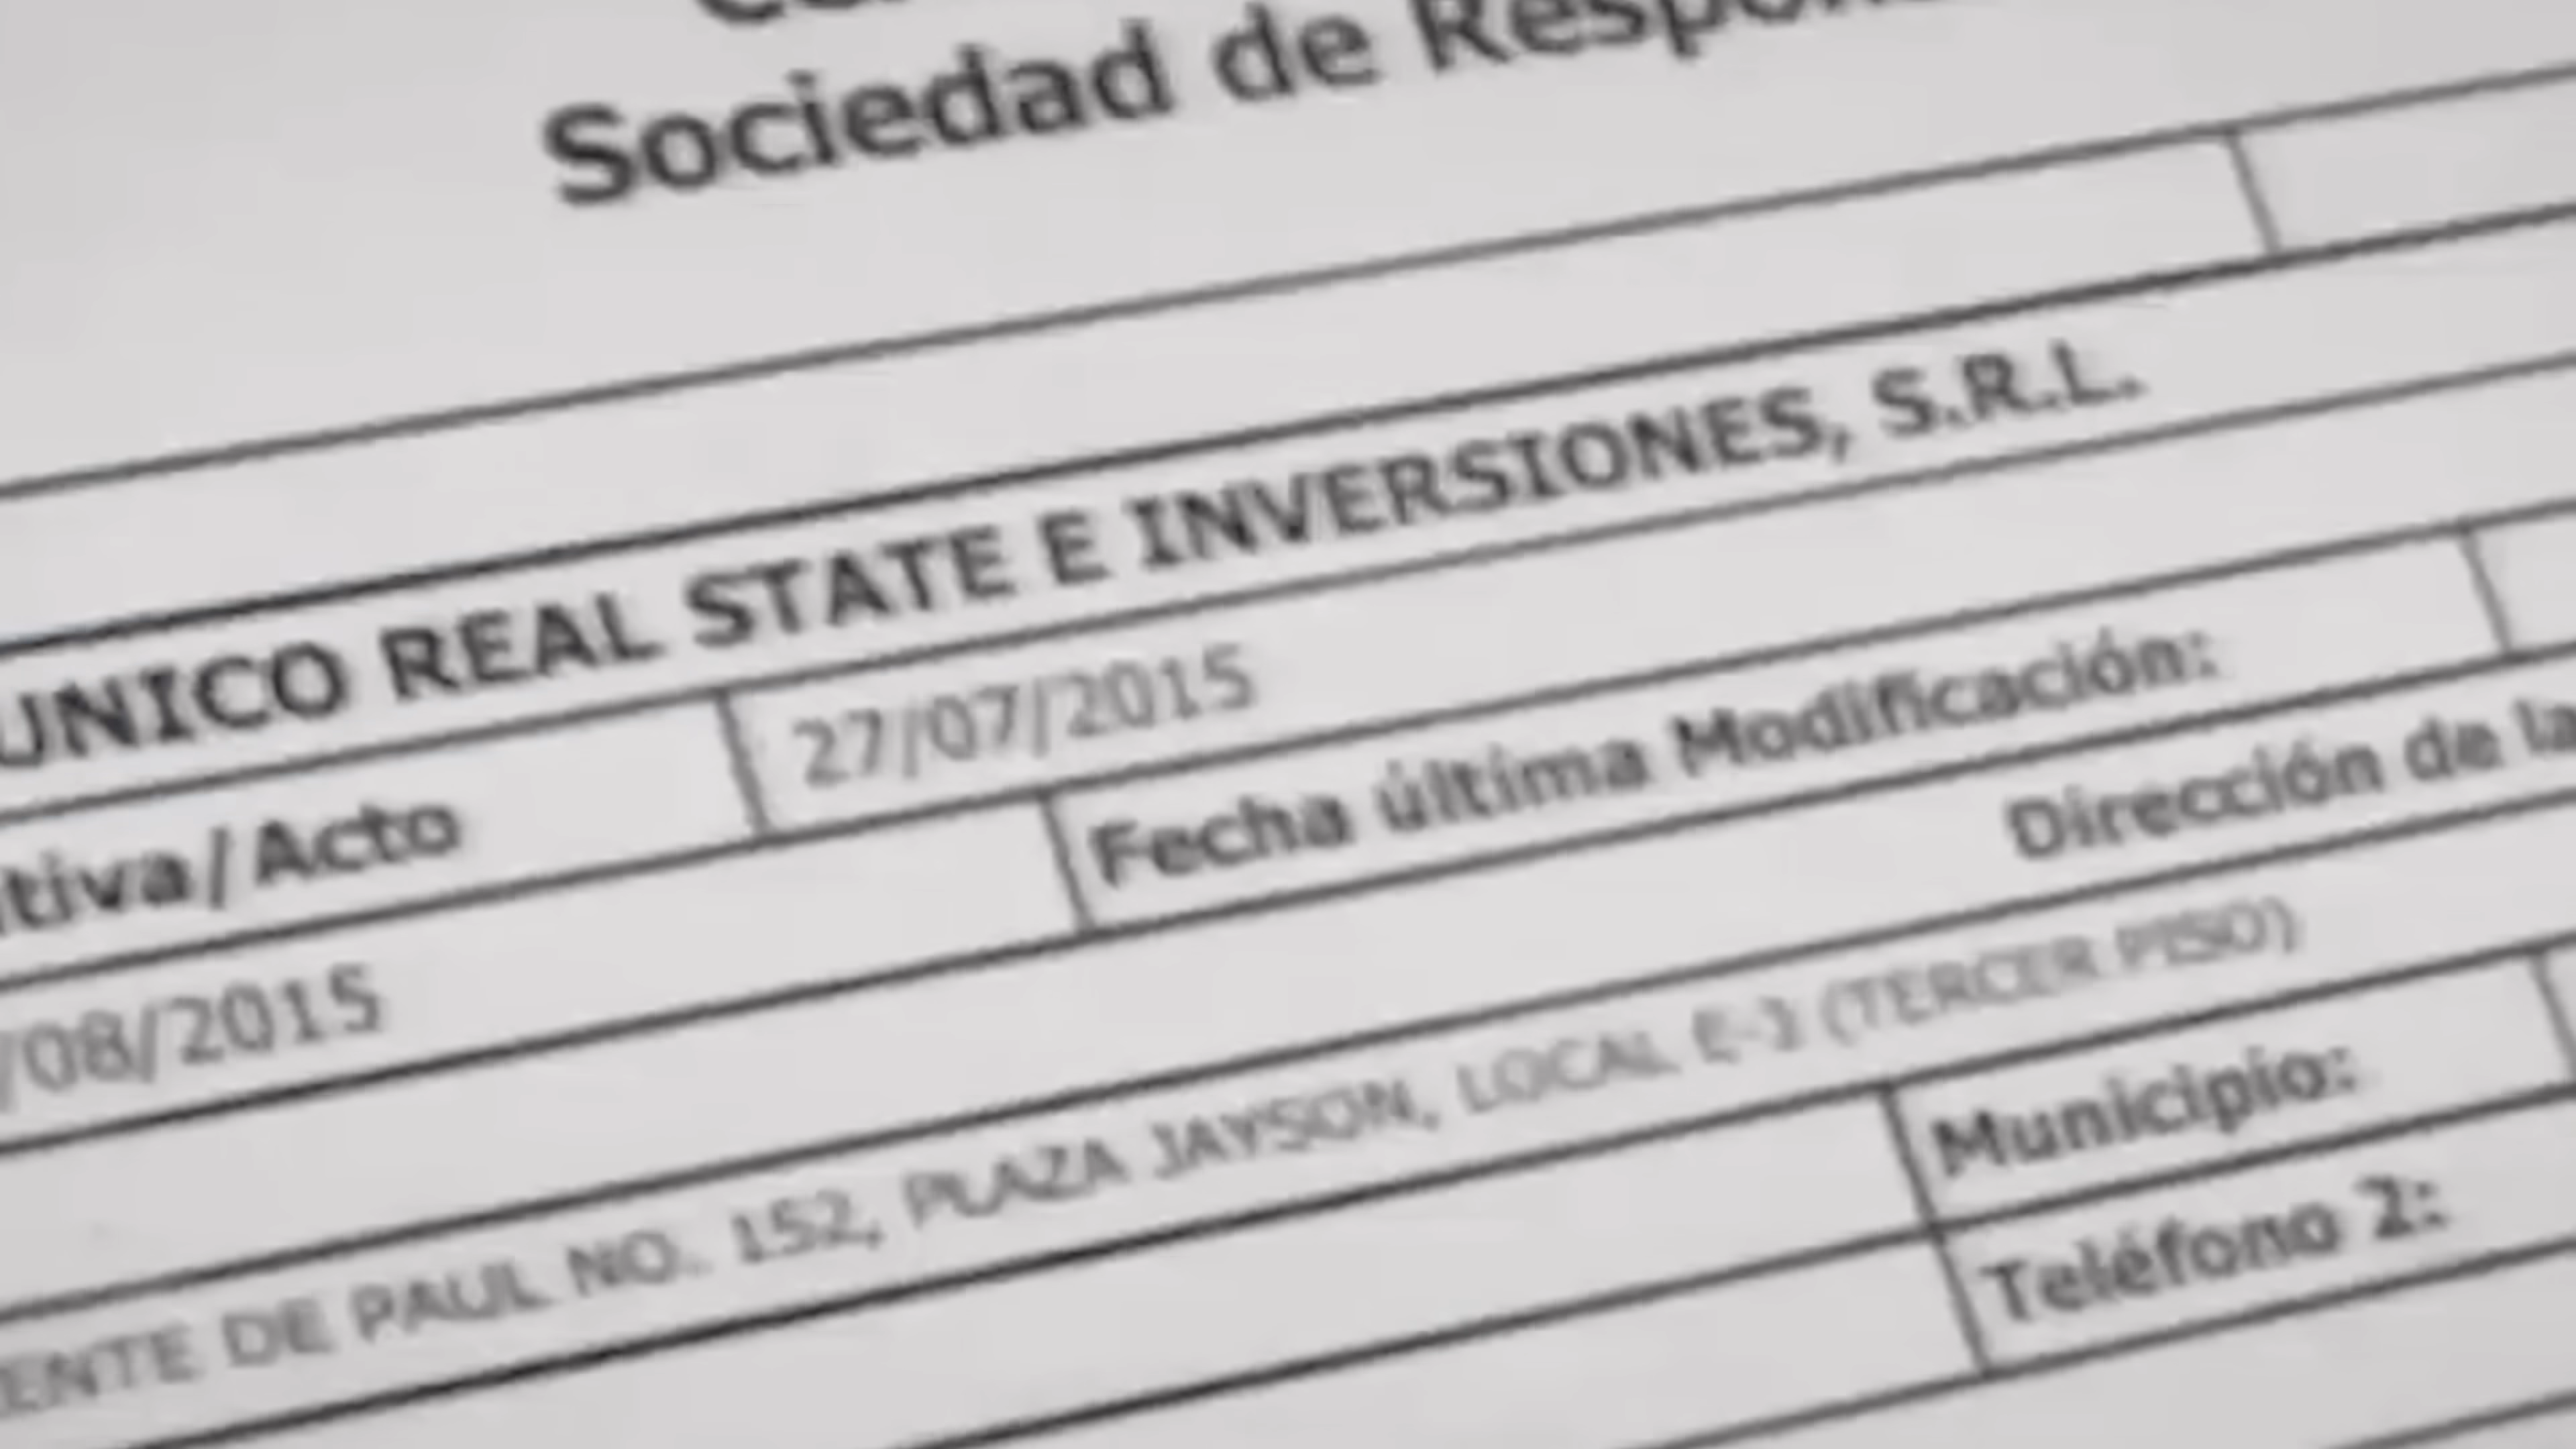 Sociedad de Respon
UNICO REAL STATE E INVERSIONES, S.R.L.
tiva/Acto 27/07/2015
/08/2015 Fecha última Modificación:
Dirección de la
ENTE DE PAUL NO. 152, PLAZA JAYSON, LOCAL E-3 (TERCER PISO)
Municipio:
Teléfono 2: